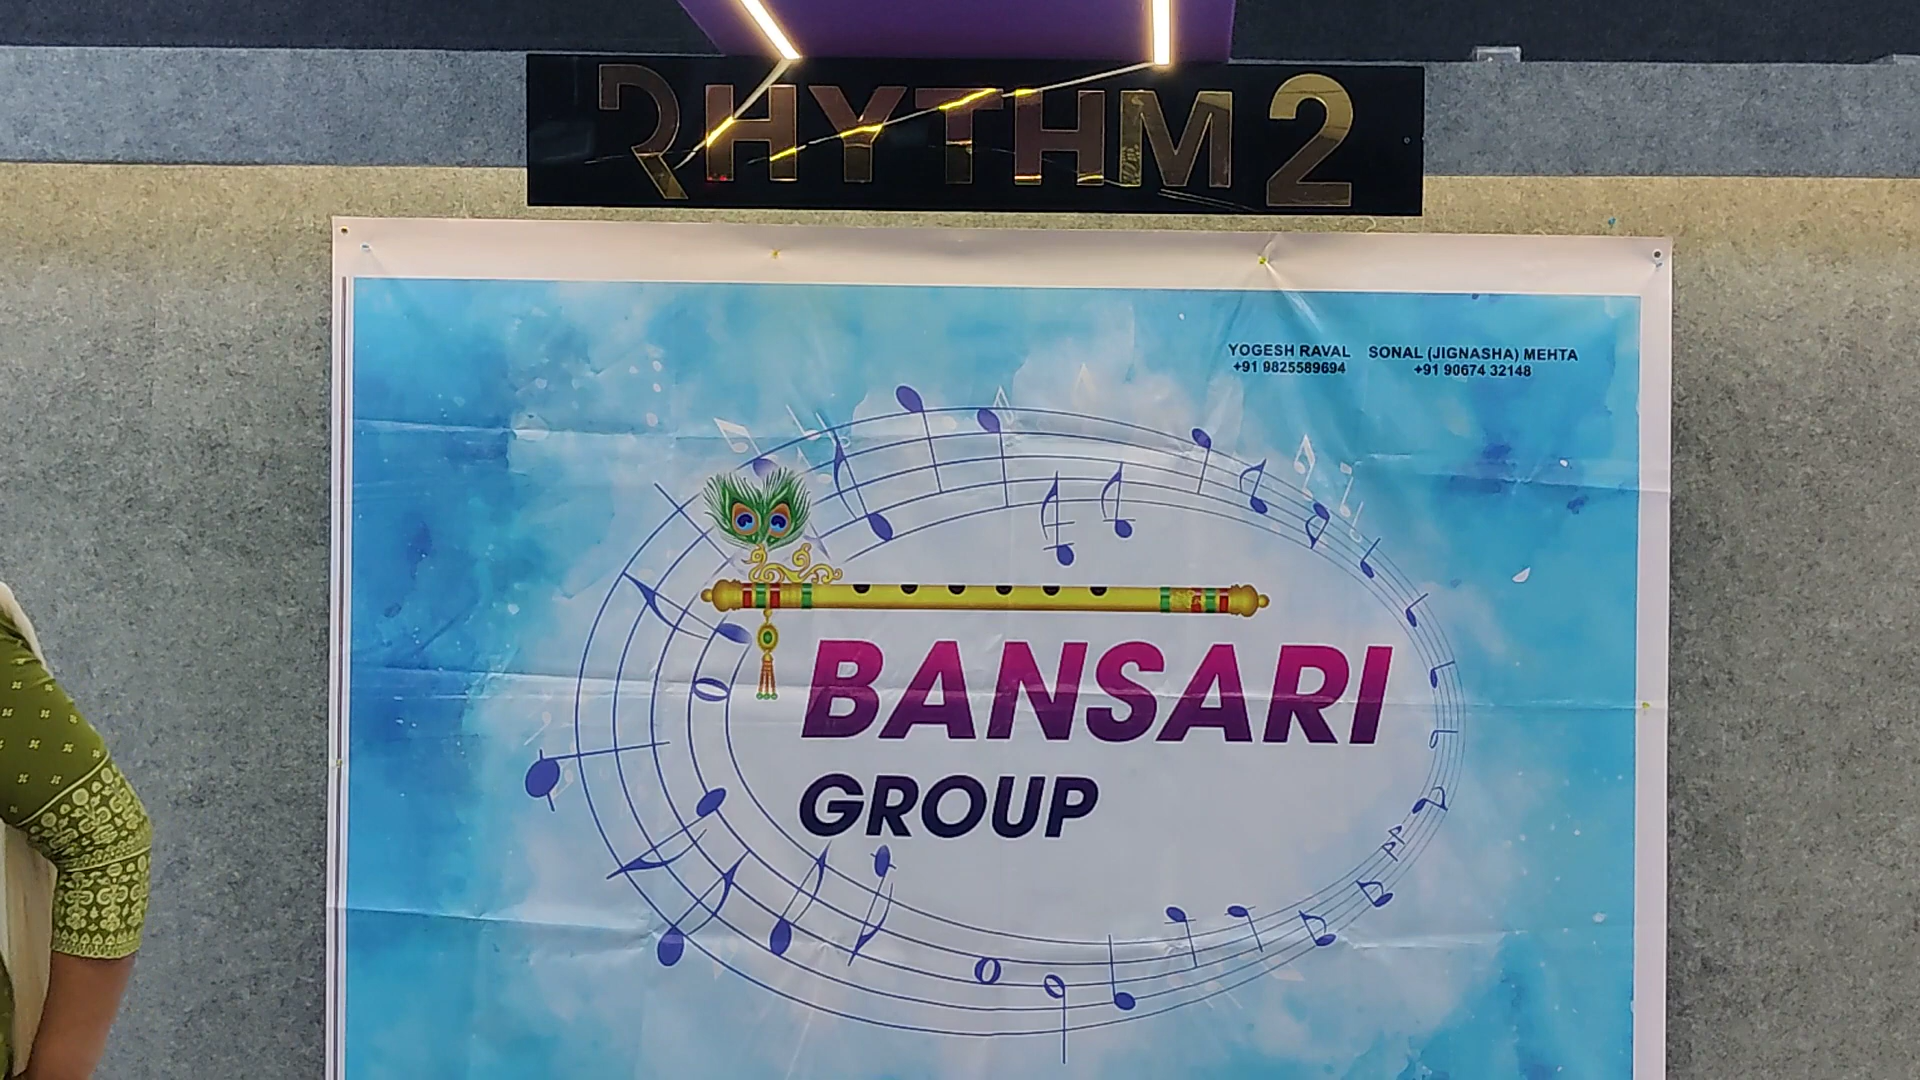 RHYTHM 2
YOGESH RAVAL SONAL (JIGNASHA) MEHTA
+91 9825589694 +91 90674 32148
BANSARI
GROUP